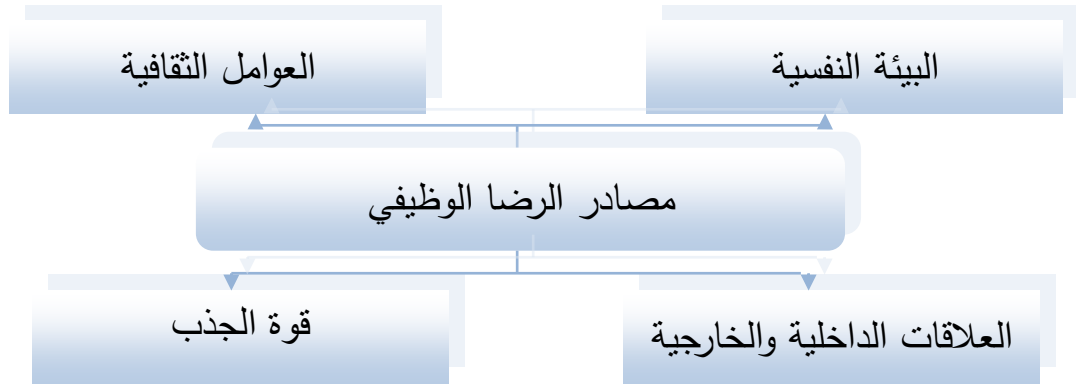 البيئة النفسية
العوامل الثقافية
مصادر الرضا الوظيفي
العلاقات الداخلية والخارجية
قوة الجذب